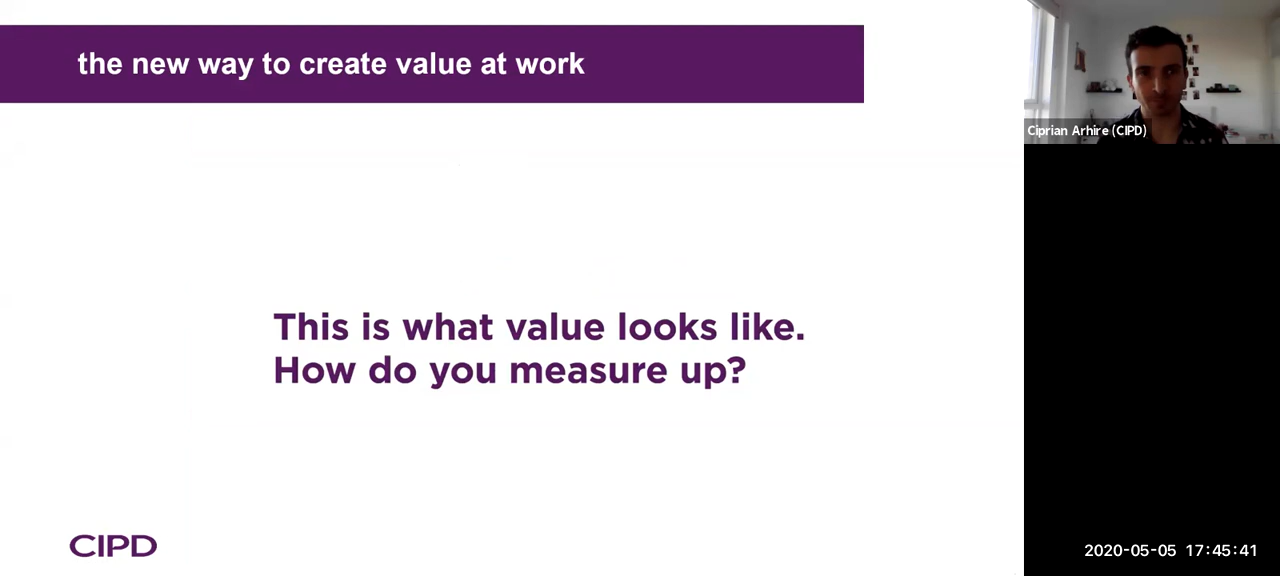 the new way to create value at work
Ciprian Arhire (CIPD)
This is what value looks like.
How do you measure up?
CIPD
2020-05-05 17:45:41